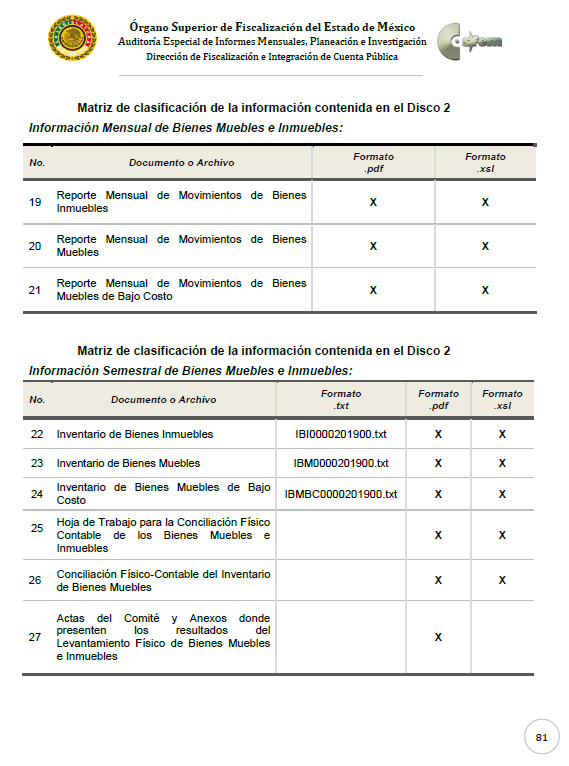 Órgano Superior de Fiscalización del Estado de México
Auditoría Especial de Informes Mensuales, Planeación e Investigación
Dirección de Fiscalización e Integración de Cuenta Pública
osfem
Matriz de clasificación de la información contenida en el Disco 2
Información Mensual de Bienes Muebles e Inmuebles:
No. Documento o Archivo Formato .pdf Formato .xsl
19 Reporte Mensual de Movimientos de Bienes
Inmuebles X X
20 Reporte Mensual de Movimientos de Bienes
Muebles X X
21 Reporte Mensual de Movimientos de Bienes
Muebles de Bajo Costo X X
Matriz de clasificación de la información contenida en el Disco 2
Información Semestral de Bienes Muebles e Inmuebles:
No. Documento o Archivo Formato .txt Formato .pdf Formato .xsl
22 Inventario de Bienes Inmuebles IBI0000201900.txt X X
23 Inventario de Bienes Muebles IBM0000201900.txt X X
24 Inventario de Bienes Muebles de Bajo
Costo IBMBC0000201900.txt X X
25 Hoja de Trabajo para la Conciliación Físico
Contable de los Bienes Muebles e
Inmuebles X X
26 Conciliación Físico-Contable del Inventario
de Bienes Muebles X X
27 Actas del Comité y Anexos donde
presenten los resultados del
Levantamiento Físico de Bienes Muebles
e Inmuebles X
81